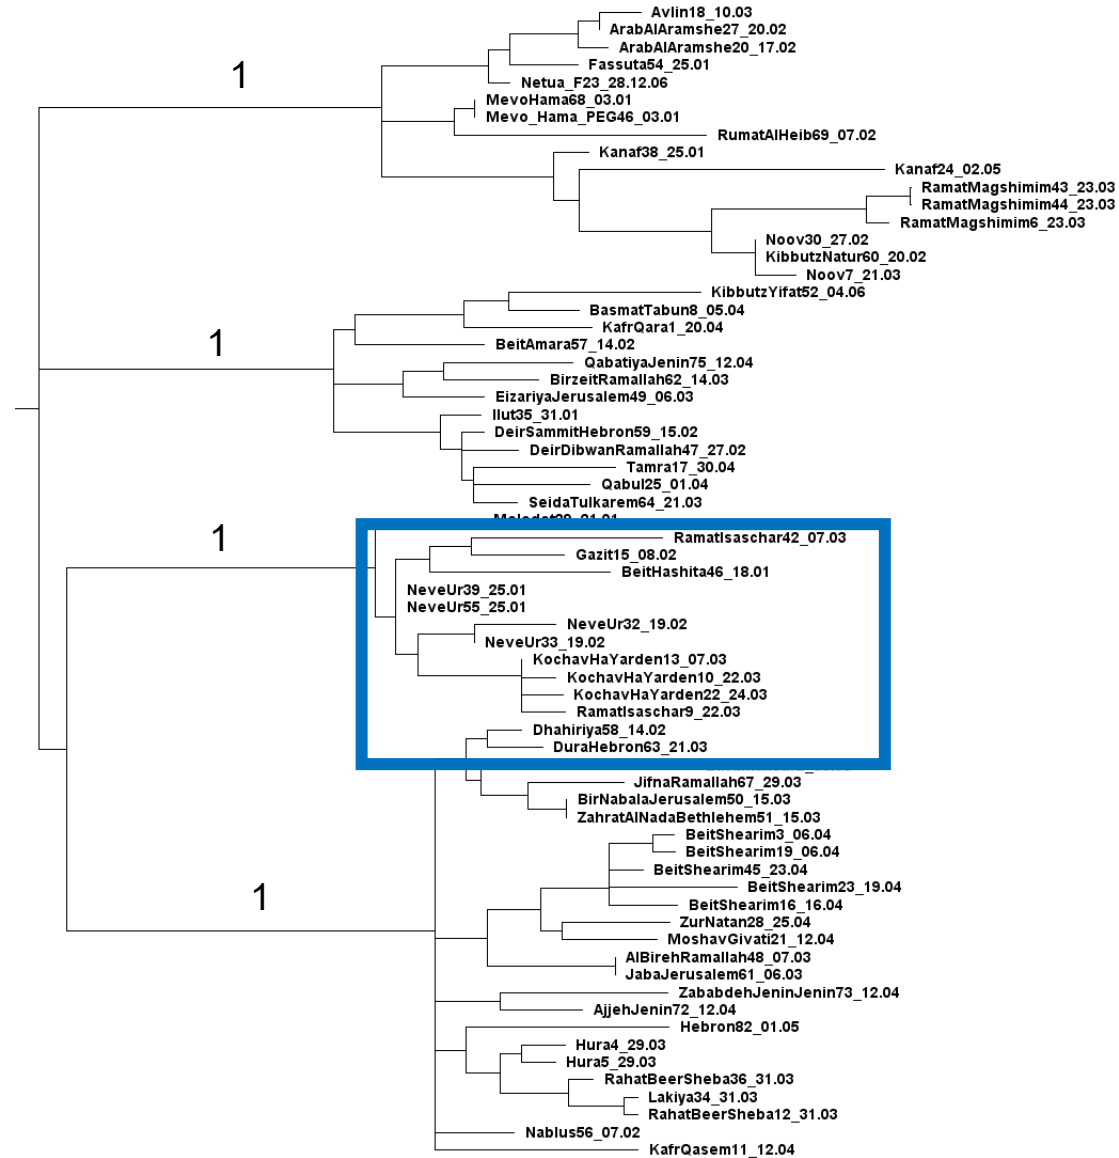 Avlin18_10.03
ArabAlAramshe27_20.02
ArabAlAramshe20_17.02
Fassuta54_25.01
1
Netua_F23_28.12.06
MevoHama68_03.01
Mevo_Hama_PEG46_03.01
RumatAlHeib69_07.02
Kanaf38_25.01
Kanaf24_02.05
RamatMagshimim43_23.03
RamatMagshimim44_23.03
RamatMagshimim6_23.03
Noov30_27.02
KibbutzNatur60_20.02
Noov7_21.03
KibbutzYifat52_04.06
BasmatTabun8_05.04
KafrQara1_20.04
1
BeitAmara57_14.02
QabatiyaJenin75_12.04
BirzeitRamallah62_14.03
EizariyaJerusalem49_06.03
Ilut35_31.01
DeirSammitHebron59_15.02
DeirDibwanRamallah47_27.02
Tamra17_30.04
Qabul25_01.04
SeidaTulkarem64_21.03
1
RamatIsaschar42_07.03
Gazit15_08.02
BeitHashita46_18.01
NeveUr39_25.01
NeveUr55_25.01
NeveUr32_19.02
NeveUr33_19.02
KochavHaYarden13_07.03
KochavHaYarden10_22.03
KochavHaYarden22_24.03
RamatIsaschar9_22.03
Dhahiriya58_14.02
DuraHebron63_21.03
JifnaRamallah67_29.03
BirNabalaJerusalem50_15.03
ZahratAlNadaBethlehem51_15.03
BeitShearim3_06.04
BeitShearim19_06.04
BeitShearim45_23.04
BeitShearim23_19.04
1
BeitShearim16_16.04
ZurNatan28_25.04
MoshavGivati21_12.04
AlBirehRamallah48_07.03
JabaJerusalem61_06.03
ZababdehJeninJenin73_12.04
AjjehJenin72_12.04
Hebron82_01.05
Hura4_29.03
Hura5_29.03
RahatBeerSheba36_31.03
Lakiya34_31.03
RahatBeerSheba12_31.03
Nablus56_07.02
KafrQasem11_12.04